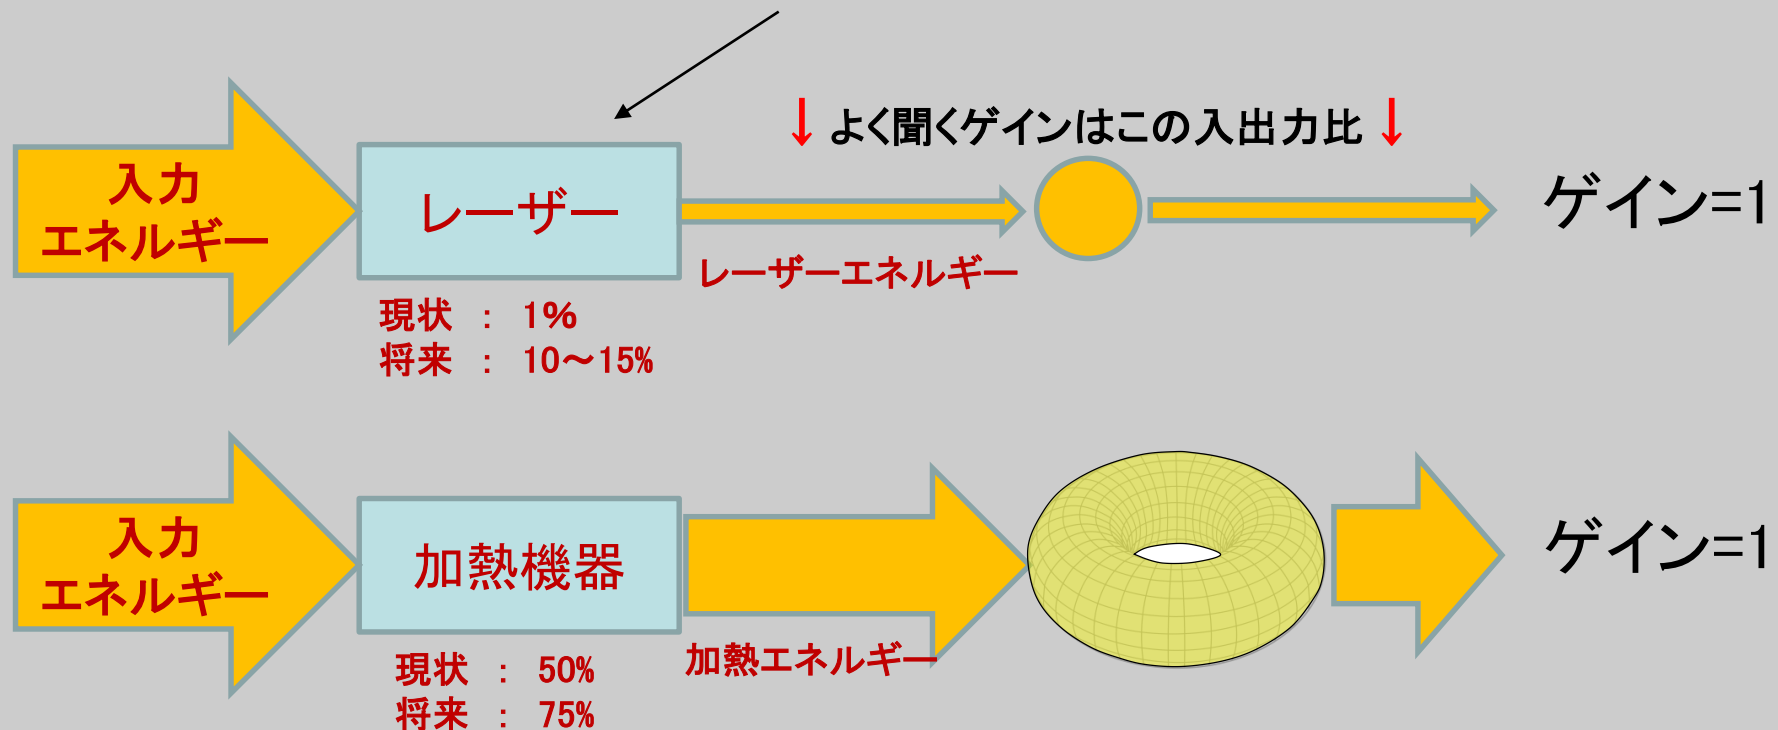 ↓ よく聞くゲインはこの入出力比 ↓
入力
エネルギー
レーザー
レーザーエネルギー
ゲイン=1
現状 : 1%
将来 : 10~15%
入力
エネルギー
加熱機器
加熱エネルギー
ゲイン=1
現状 : 50%
将来 : 75%